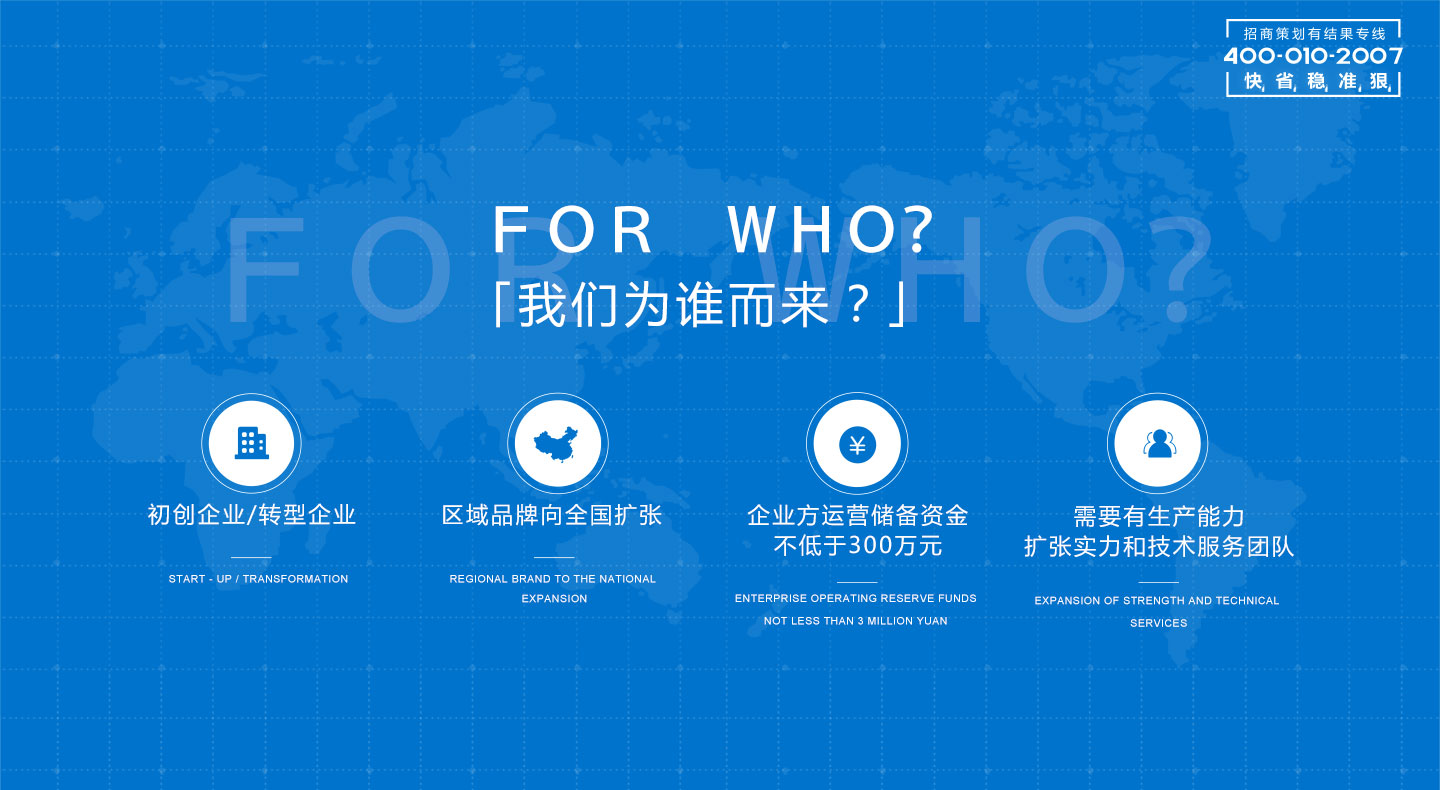 招商策划有结果专线
400-010-2007
快 省 稳 准 狠
FOR WHO?
FOR WHO?
「我们为谁而来？」
初创企业/转型企业
START - UP / TRANSFORMATION
区域品牌向全国扩张
REGIONAL BRAND TO THE NATIONAL
EXPANSION
¥
企业方运营储备资金
不低于300万元
ENTERPRISE OPERATING RESERVE FUNDS
NOT LESS THAN 3 MILLION YUAN
需要有生产能力
扩张实力和技术服务团队
EXPANSION OF STRENGTH AND TECHNICAL
SERVICES